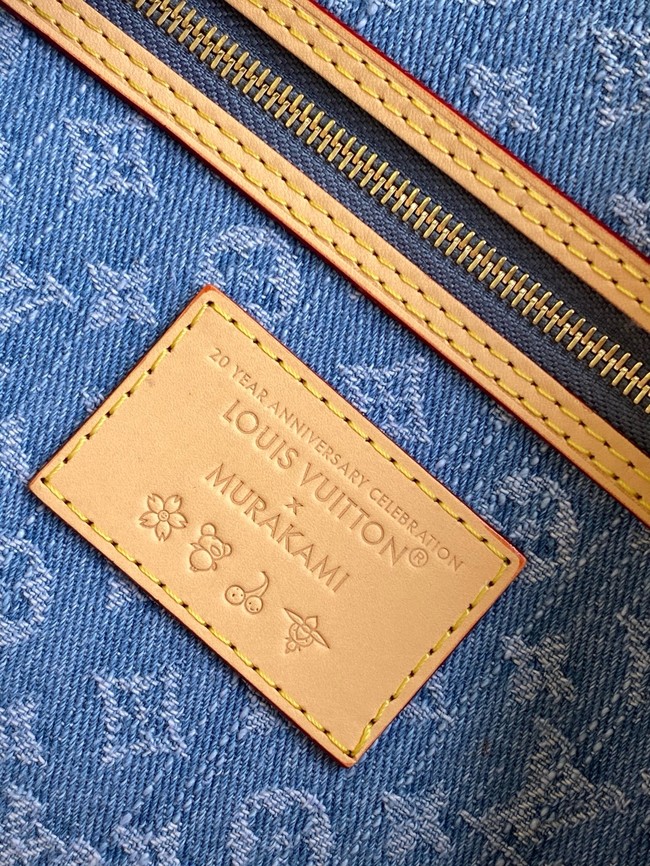 20 YEAR ANNIVERSARY CELEBRATION
LOUIS VUITTON®
x
MURAKAMI